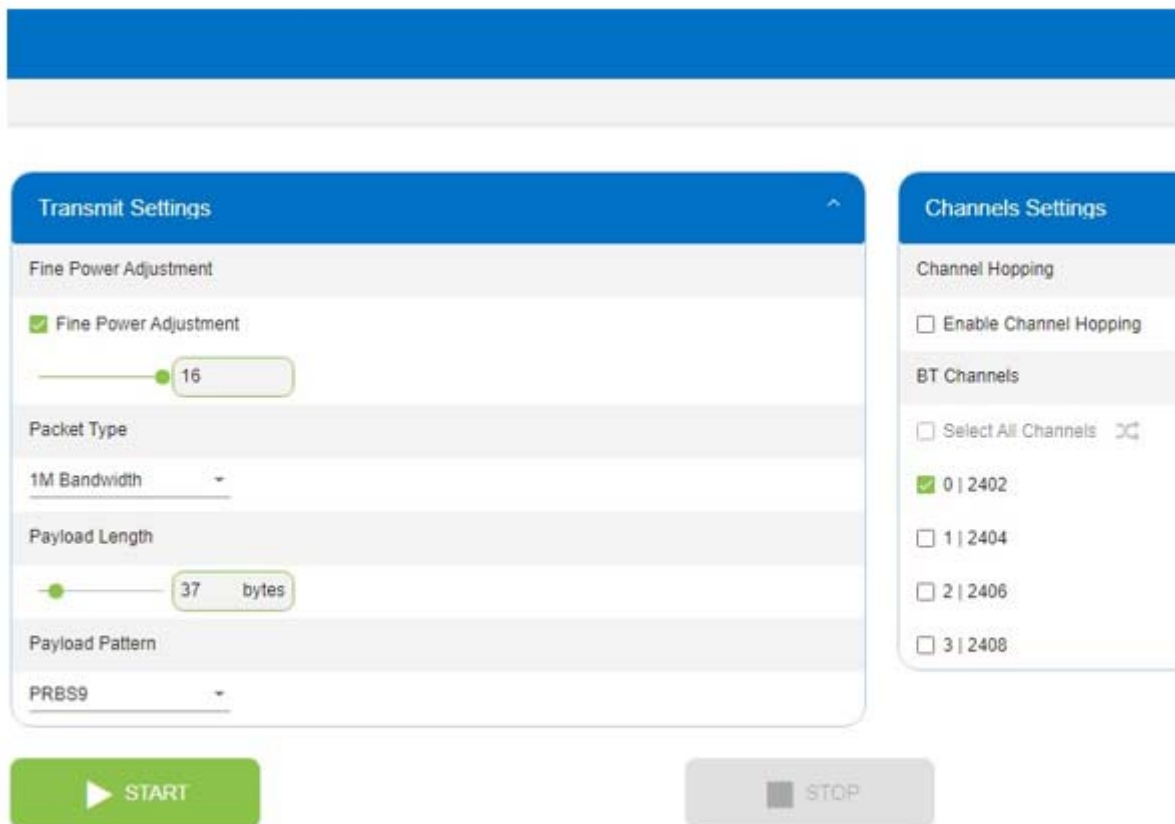 Transmit Settings
Fine Power Adjustment
Fine Power Adjustment
16
Packet Type
1M Bandwidth
Payload Length
37 bytes
Payload Pattern
PRBS9
START
STOP
Channels Settings
Channel Hopping
Enable Channel Hopping
BT Channels
Select All Channels
0 | 2402
1 | 2404
2 | 2406
3 | 2408